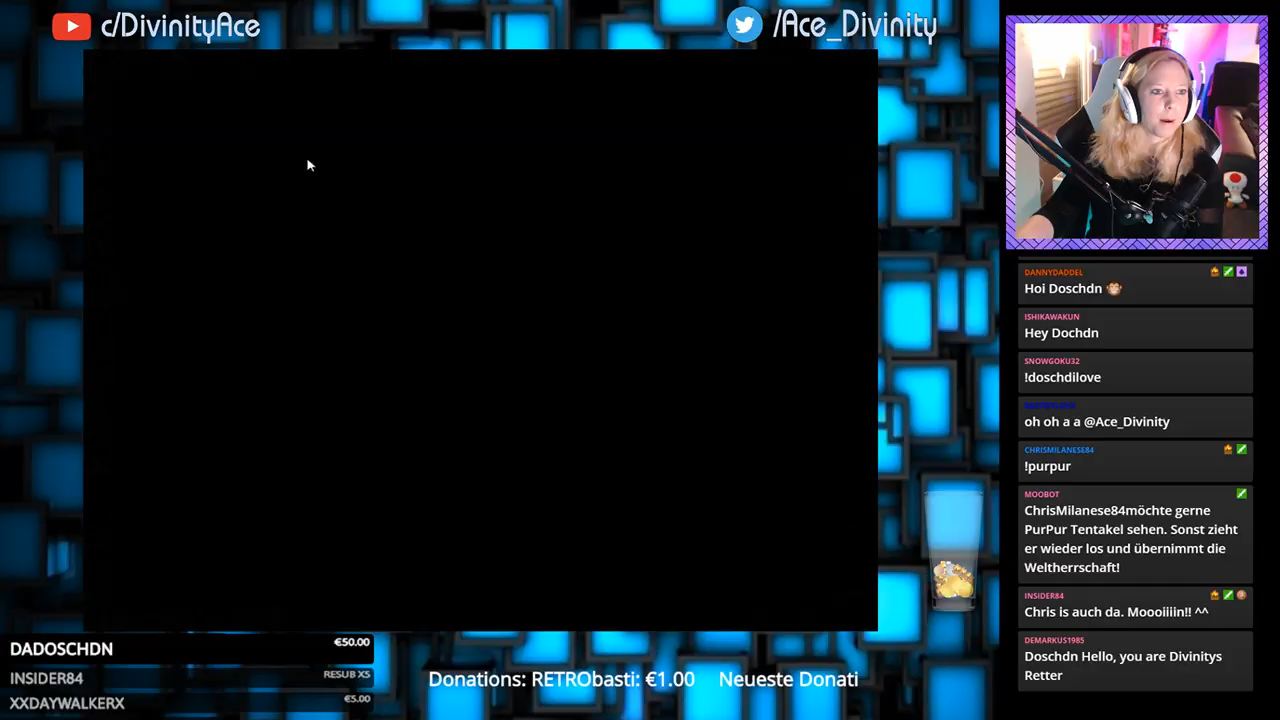 c/DivinityAce
/Ace_Divinity
DANNYDADDEL
Hoi Doschdn
ISHIKAWAKUN
Hey Dochdn
SNOWGOKU32
!doschdilove
oh oh a a @Ace_Divinity
CHRISMILANESE84
!purpur
MOOBOT
ChrisMilanese84möchte gerne
PurPur Tentakel sehen. Sonst zieht
er wieder los und übernimmt die
Weltherrschaft!
INSIDER84
Chris is auch da. Moooiiiin!! ^^
DEMARKUS1985
Doschdn Hello, you are Divinitys
Retter
DADOSCHDN €50.00
INSIDER84 RESUB X5
XXDAYWALKERX €5.00
Donations: RETRObasti: €1.00 Neueste Donati